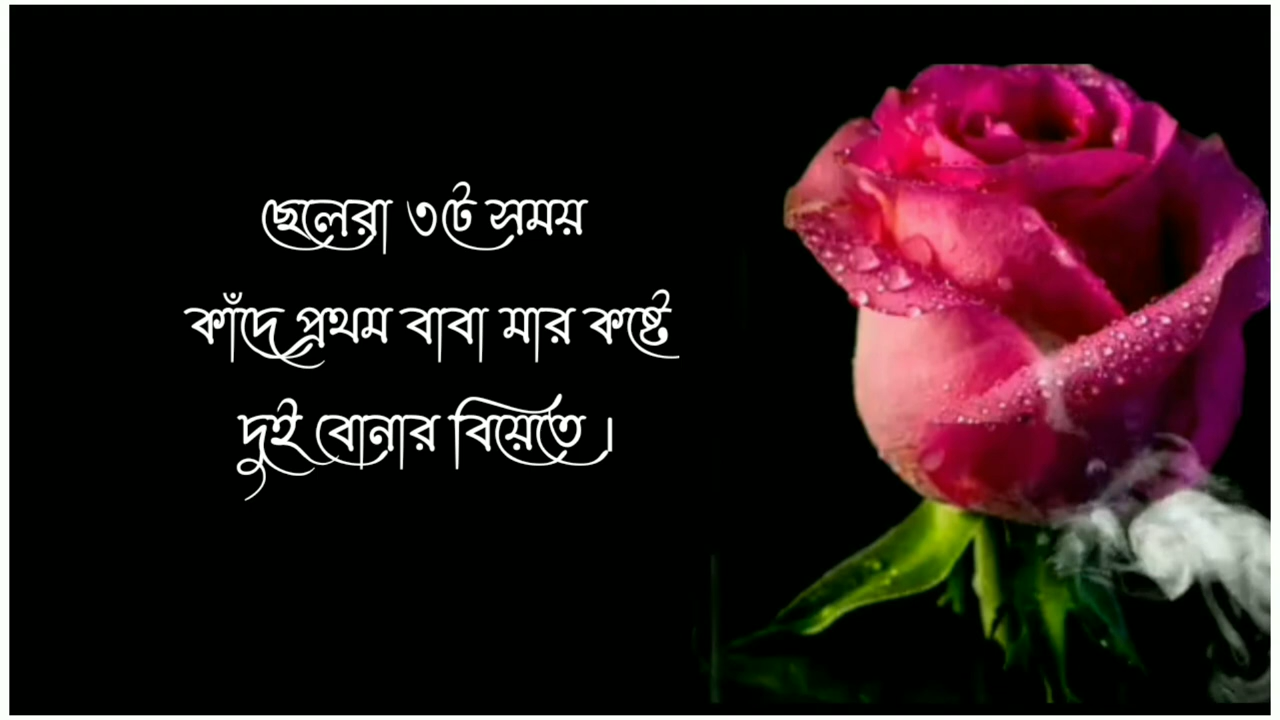 ছেলেরা ৩টে সময়
কাঁদে প্রথম বাবা মার কষ্টে
দুই বোনার বিয়েতে।